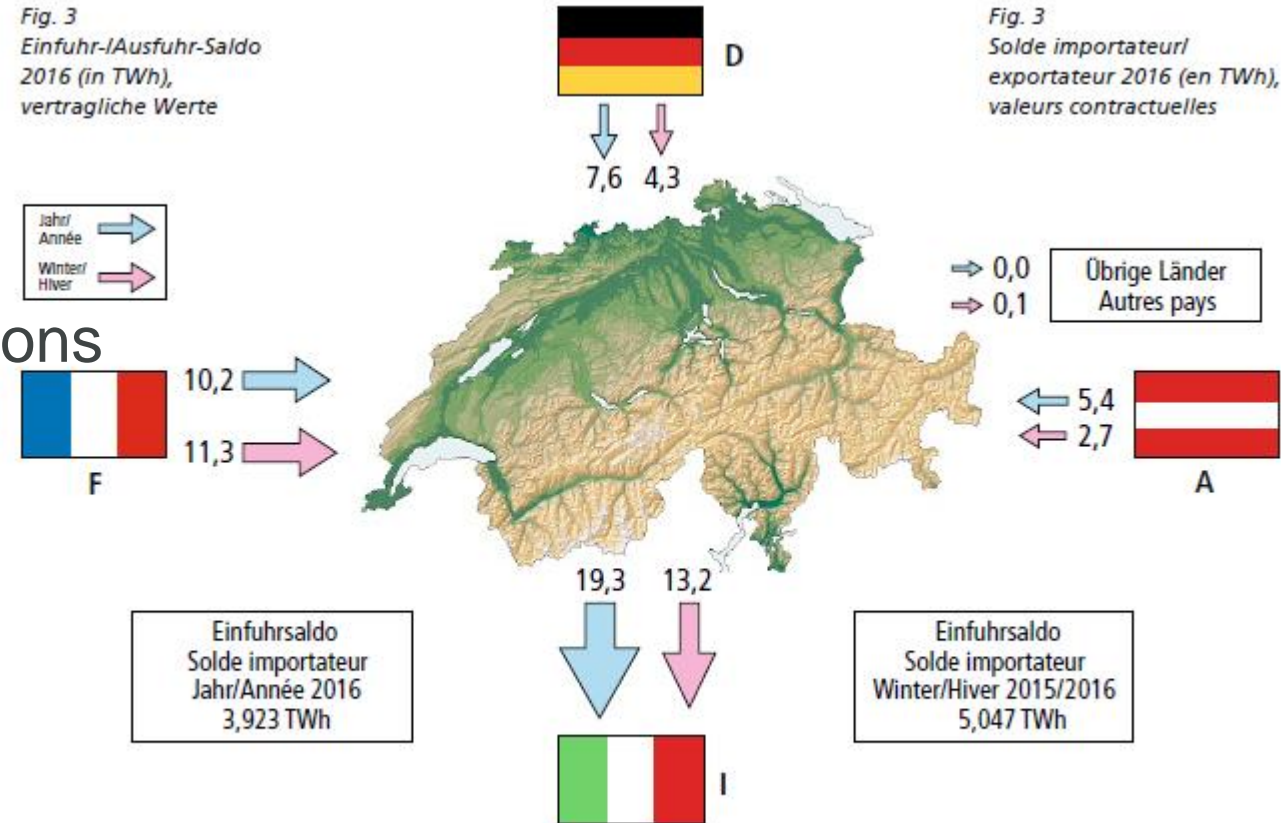 Fig. 3
Einfuhr-/Ausfuhr-Saldo
2016 (in TWh),
vertragliche Werte
Fig. 3
Solde importateur/
exportateur 2016 (en TWh),
valeurs contractuelles
D
7,6 4,3
Jahr/
Année
Winter/
Hiver
ons
0,0
0,1
Übrige Länder
Autres pays
10,2
11,3
F
5,4
2,7
A
19,3 13,2
Einfuhrsaldo
Solde importateur
Jahr/Année 2016
3,923 TWh
Einfuhrsaldo
Solde importateur
Winter/Hiver 2015/2016
5,047 TWh
I